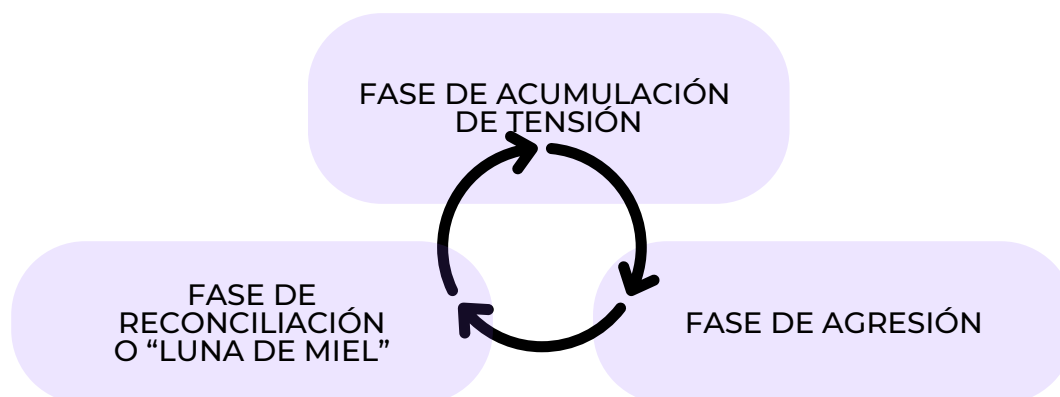 FASE DE ACUMULACIÓN
DE TENSIÓN
FASE DE
RECONCILIACIÓN
O “LUNA DE MIEL”
FASE DE AGRESIÓN